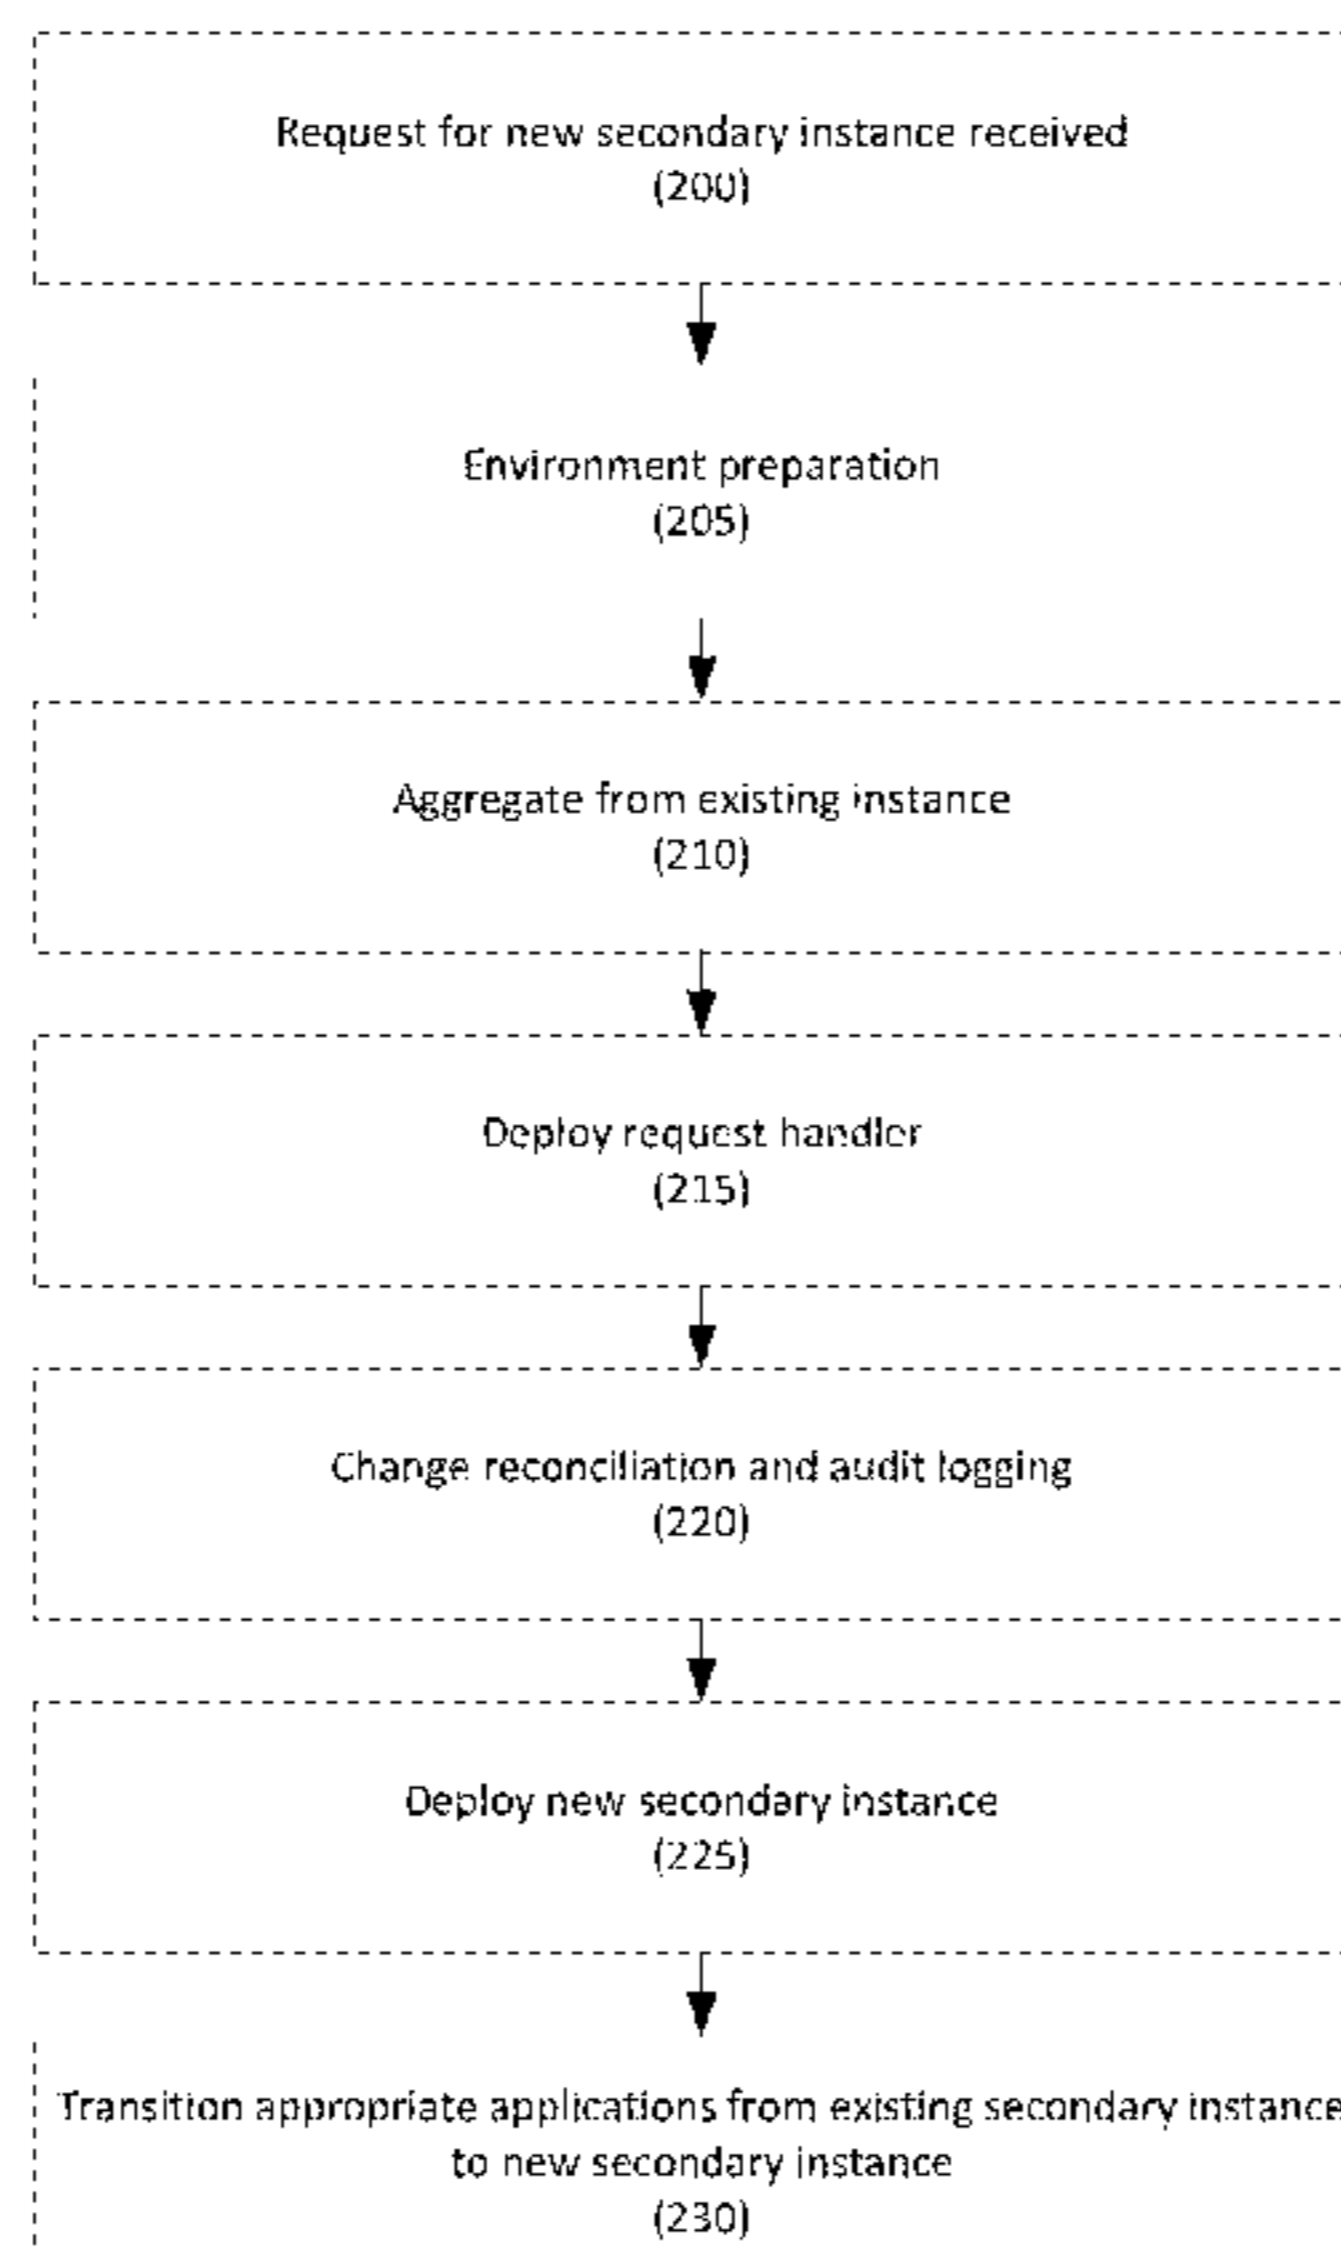 Request for new secondary instance received
(200)
Environment preparation
(205)
Aggregate from existing instance
(210)
Deploy request handler
(215)
Change reconciliation and audit logging
(220)
Deploy new secondary instance
(225)
Transition appropriate applications from existing secondary instance
to new secondary instance
(230)